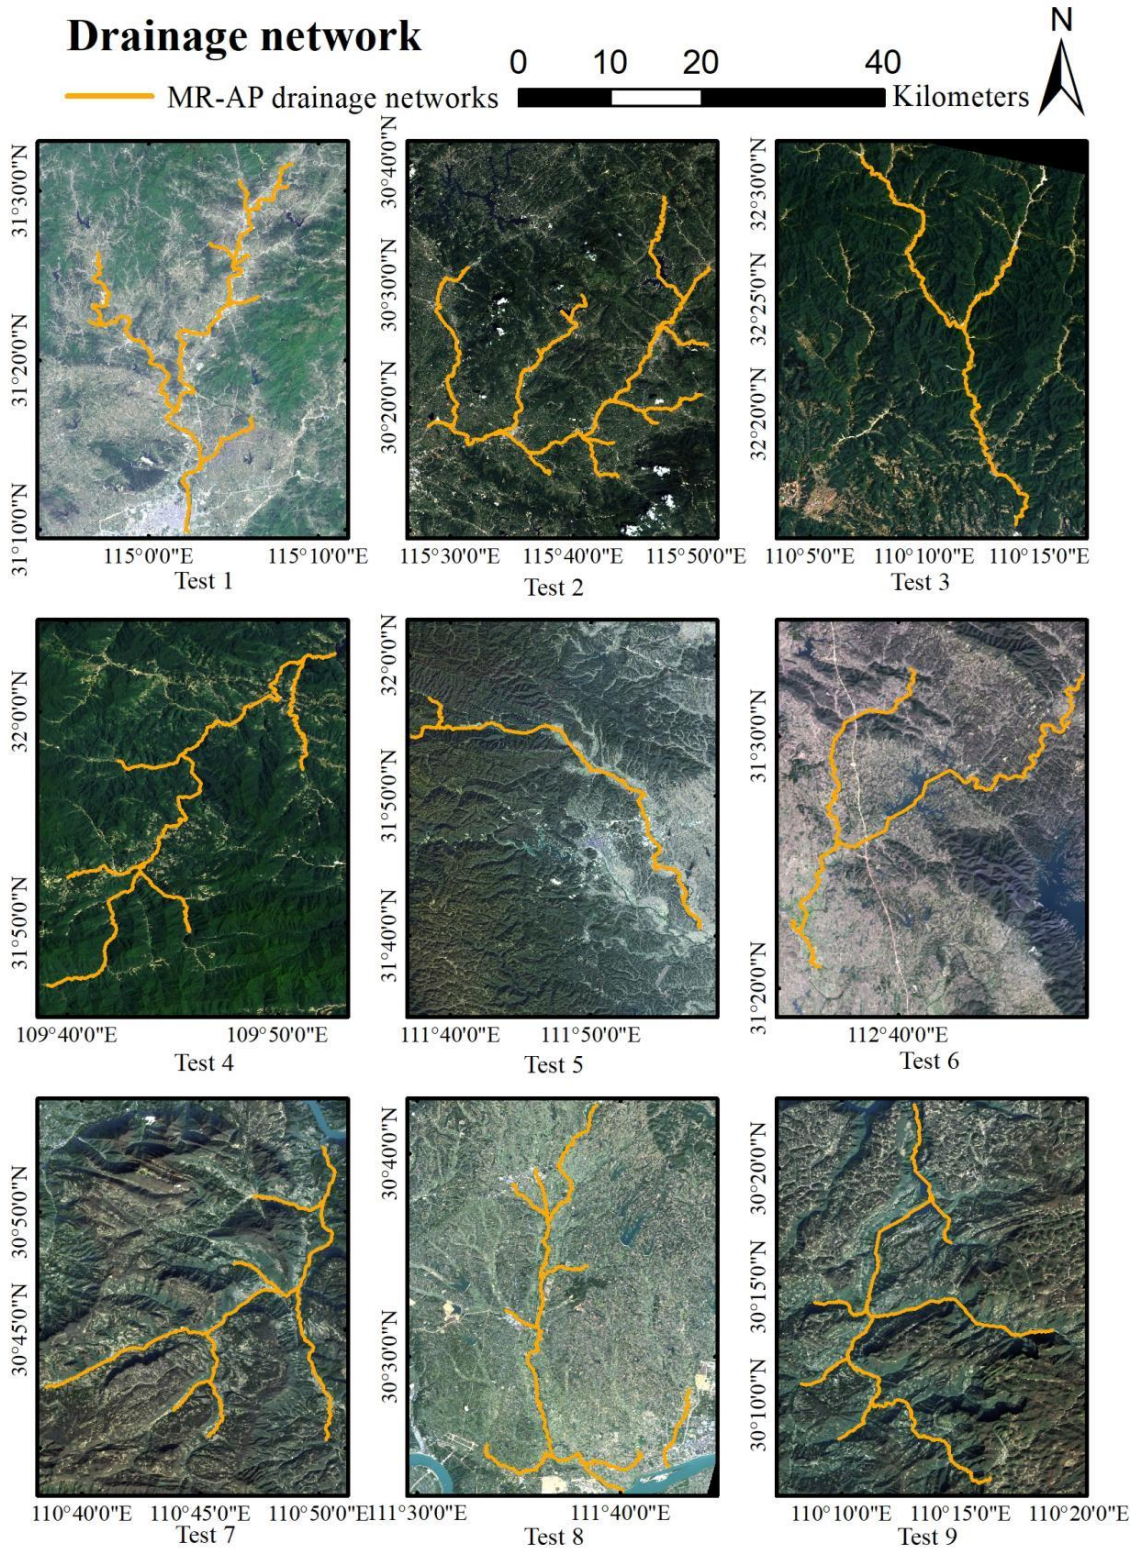 Drainage network
MR-AP drainage networks
0 10 20 40
Kilometers
N
31°30'0"N
31°20'0"N
31°10'0"N
115°0'0"E 115°10'0"E
Test 1
30°40'0"N
30°30'0"N
30°20'0"N
115°30'0"E 115°40'0"E 115°50'0"E
Test 2
32°30'0"N
32°25'0"N
32°20'0"N
110°5'0"E 110°10'0"E 110°15'0"E
Test 3
32°0'0"N
31°50'0"N
109°40'0"E 109°50'0"E
Test 4
32°0'0"N
31°50'0"N
31°40'0"N
111°40'0"E 111°50'0"E
Test 5
31°30'0"N
31°20'0"N
112°40'0"E
Test 6
30°50'0"N
30°45'0"N
110°40'0"E 110°45'0"E 110°50'0"E
Test 7
30°40'0"N
30°30'0"N
111°30'0"E 111°40'0"E
Test 8
30°20'0"N
30°15'0"N
30°10'0"N
110°10'0"E 110°15'0"E 110°20'0"E
Test 9